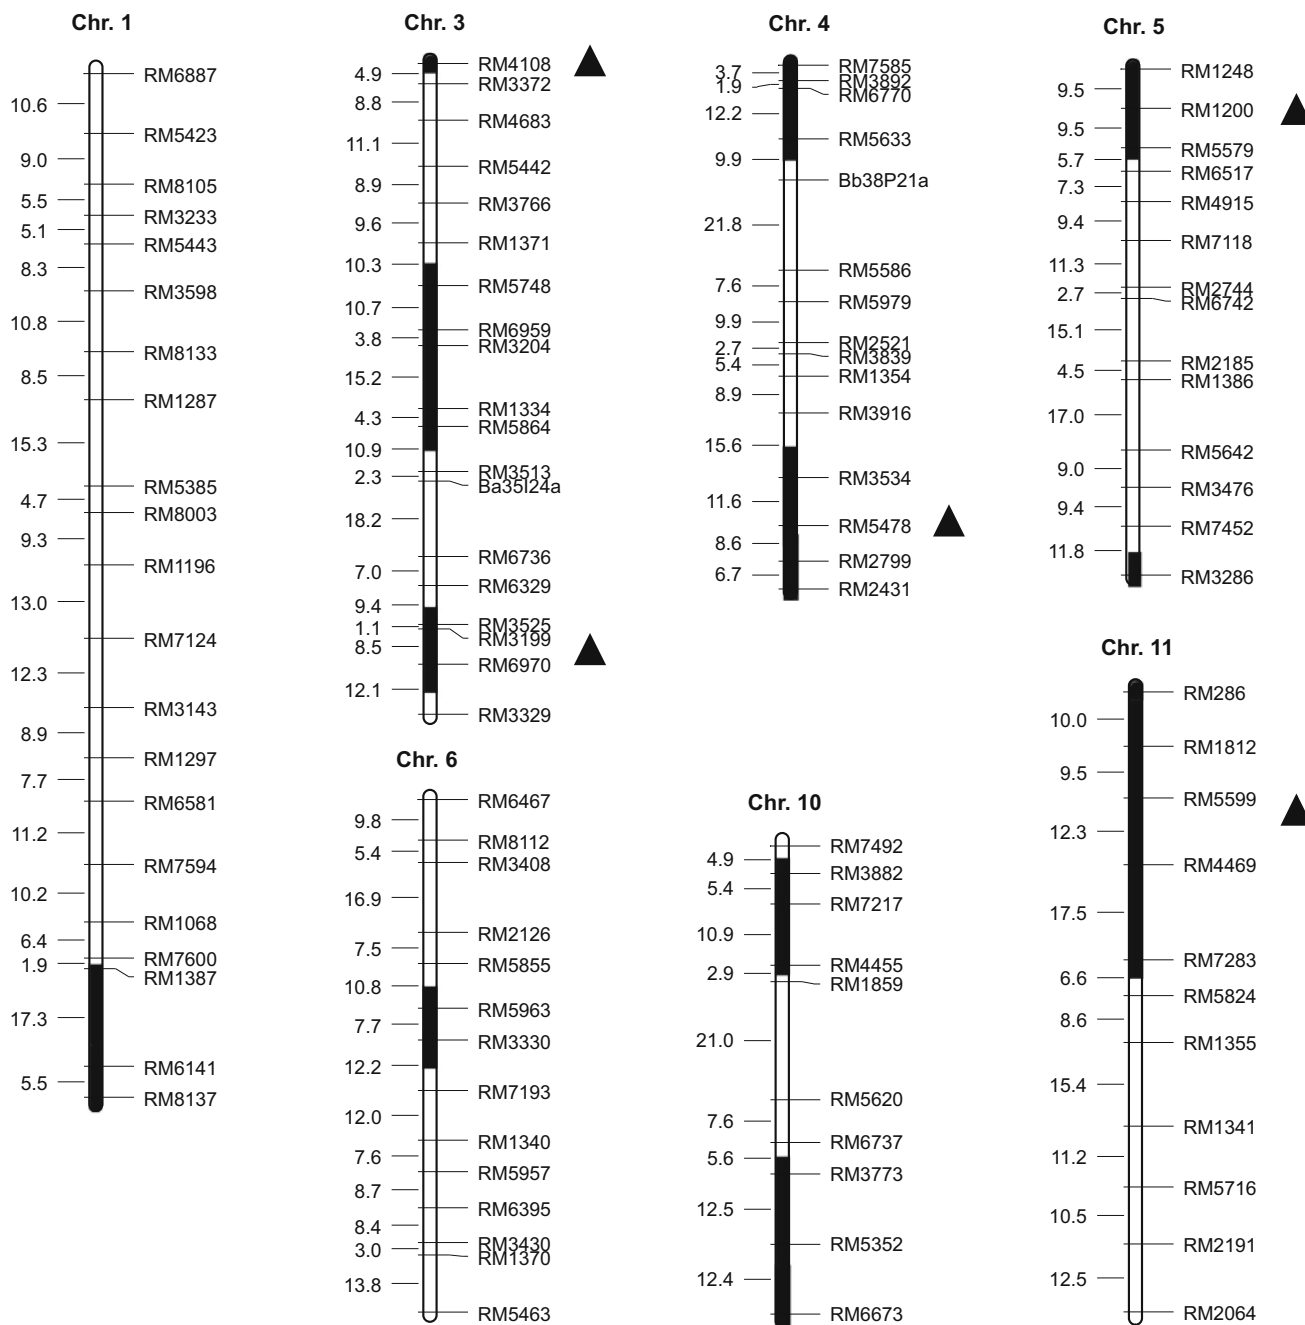 Chr. 1
RM6887
10.6
RM5423
9.0
RM8105
5.5
RM3233
5.1
RM5443
8.3
RM3598
10.8
RM8133
8.5
RM1287
15.3
RM5385
4.7
RM8003
9.3
RM1196
13.0
RM7124
12.3
RM3143
8.9
RM1297
7.7
RM6581
11.2
RM7594
10.2
RM1068
6.4
RM7600
1.9
RM1387
17.3
RM6141
5.5
RM8137
Chr. 3
RM4108
4.9
RM3372
8.8
RM4683
11.1
RM5442
8.9
RM3766
9.6
RM1371
10.3
RM5748
10.7
RM6959
3.8
RM3204
15.2
RM1334
4.3
RM5864
10.9
RM3513
2.3
Ba35I24a
18.2
RM6736
7.0
RM6329
9.4
RM3525
1.1
RM3199
8.5
RM6970
12.1
RM3329
Chr. 6
RM6467
9.8
RM8112
5.4
RM3408
16.9
RM2126
7.5
RM5855
10.8
RM5963
7.7
RM3330
12.2
RM7193
12.0
RM1340
7.6
RM5957
8.7
RM6395
8.4
RM3430
3.0
RM1370
13.8
RM5463
Chr. 4
RM7585
3.7
RM3892
1.9
RM6770
12.2
RM5633
9.9
Bb38P21a
21.8
RM5586
7.6
RM5979
9.9
RM2521
2.7
RM3839
5.4
RM1354
8.9
RM3916
15.6
RM3534
11.6
RM5478
8.6
RM2799
6.7
RM2431
Chr. 10
RM7492
4.9
RM3882
5.4
RM7217
10.9
RM4455
2.9
RM1859
21.0
RM5620
7.6
RM6737
5.6
RM3773
12.5
RM5352
12.4
RM6673
Chr. 5
RM1248
9.5
RM1200
9.5
RM5579
5.7
RM6517
7.3
RM4915
9.4
RM7118
11.3
RM2744
2.7
RM6742
15.1
RM2185
4.5
RM1386
17.0
RM5642
9.0
RM3476
9.4
RM7452
11.8
RM3286
Chr. 11
RM286
10.0
RM1812
9.5
RM5599
12.3
RM4469
17.5
RM7283
6.6
RM5824
8.6
RM1355
15.4
RM1341
11.2
RM5716
10.5
RM2191
12.5
RM2064